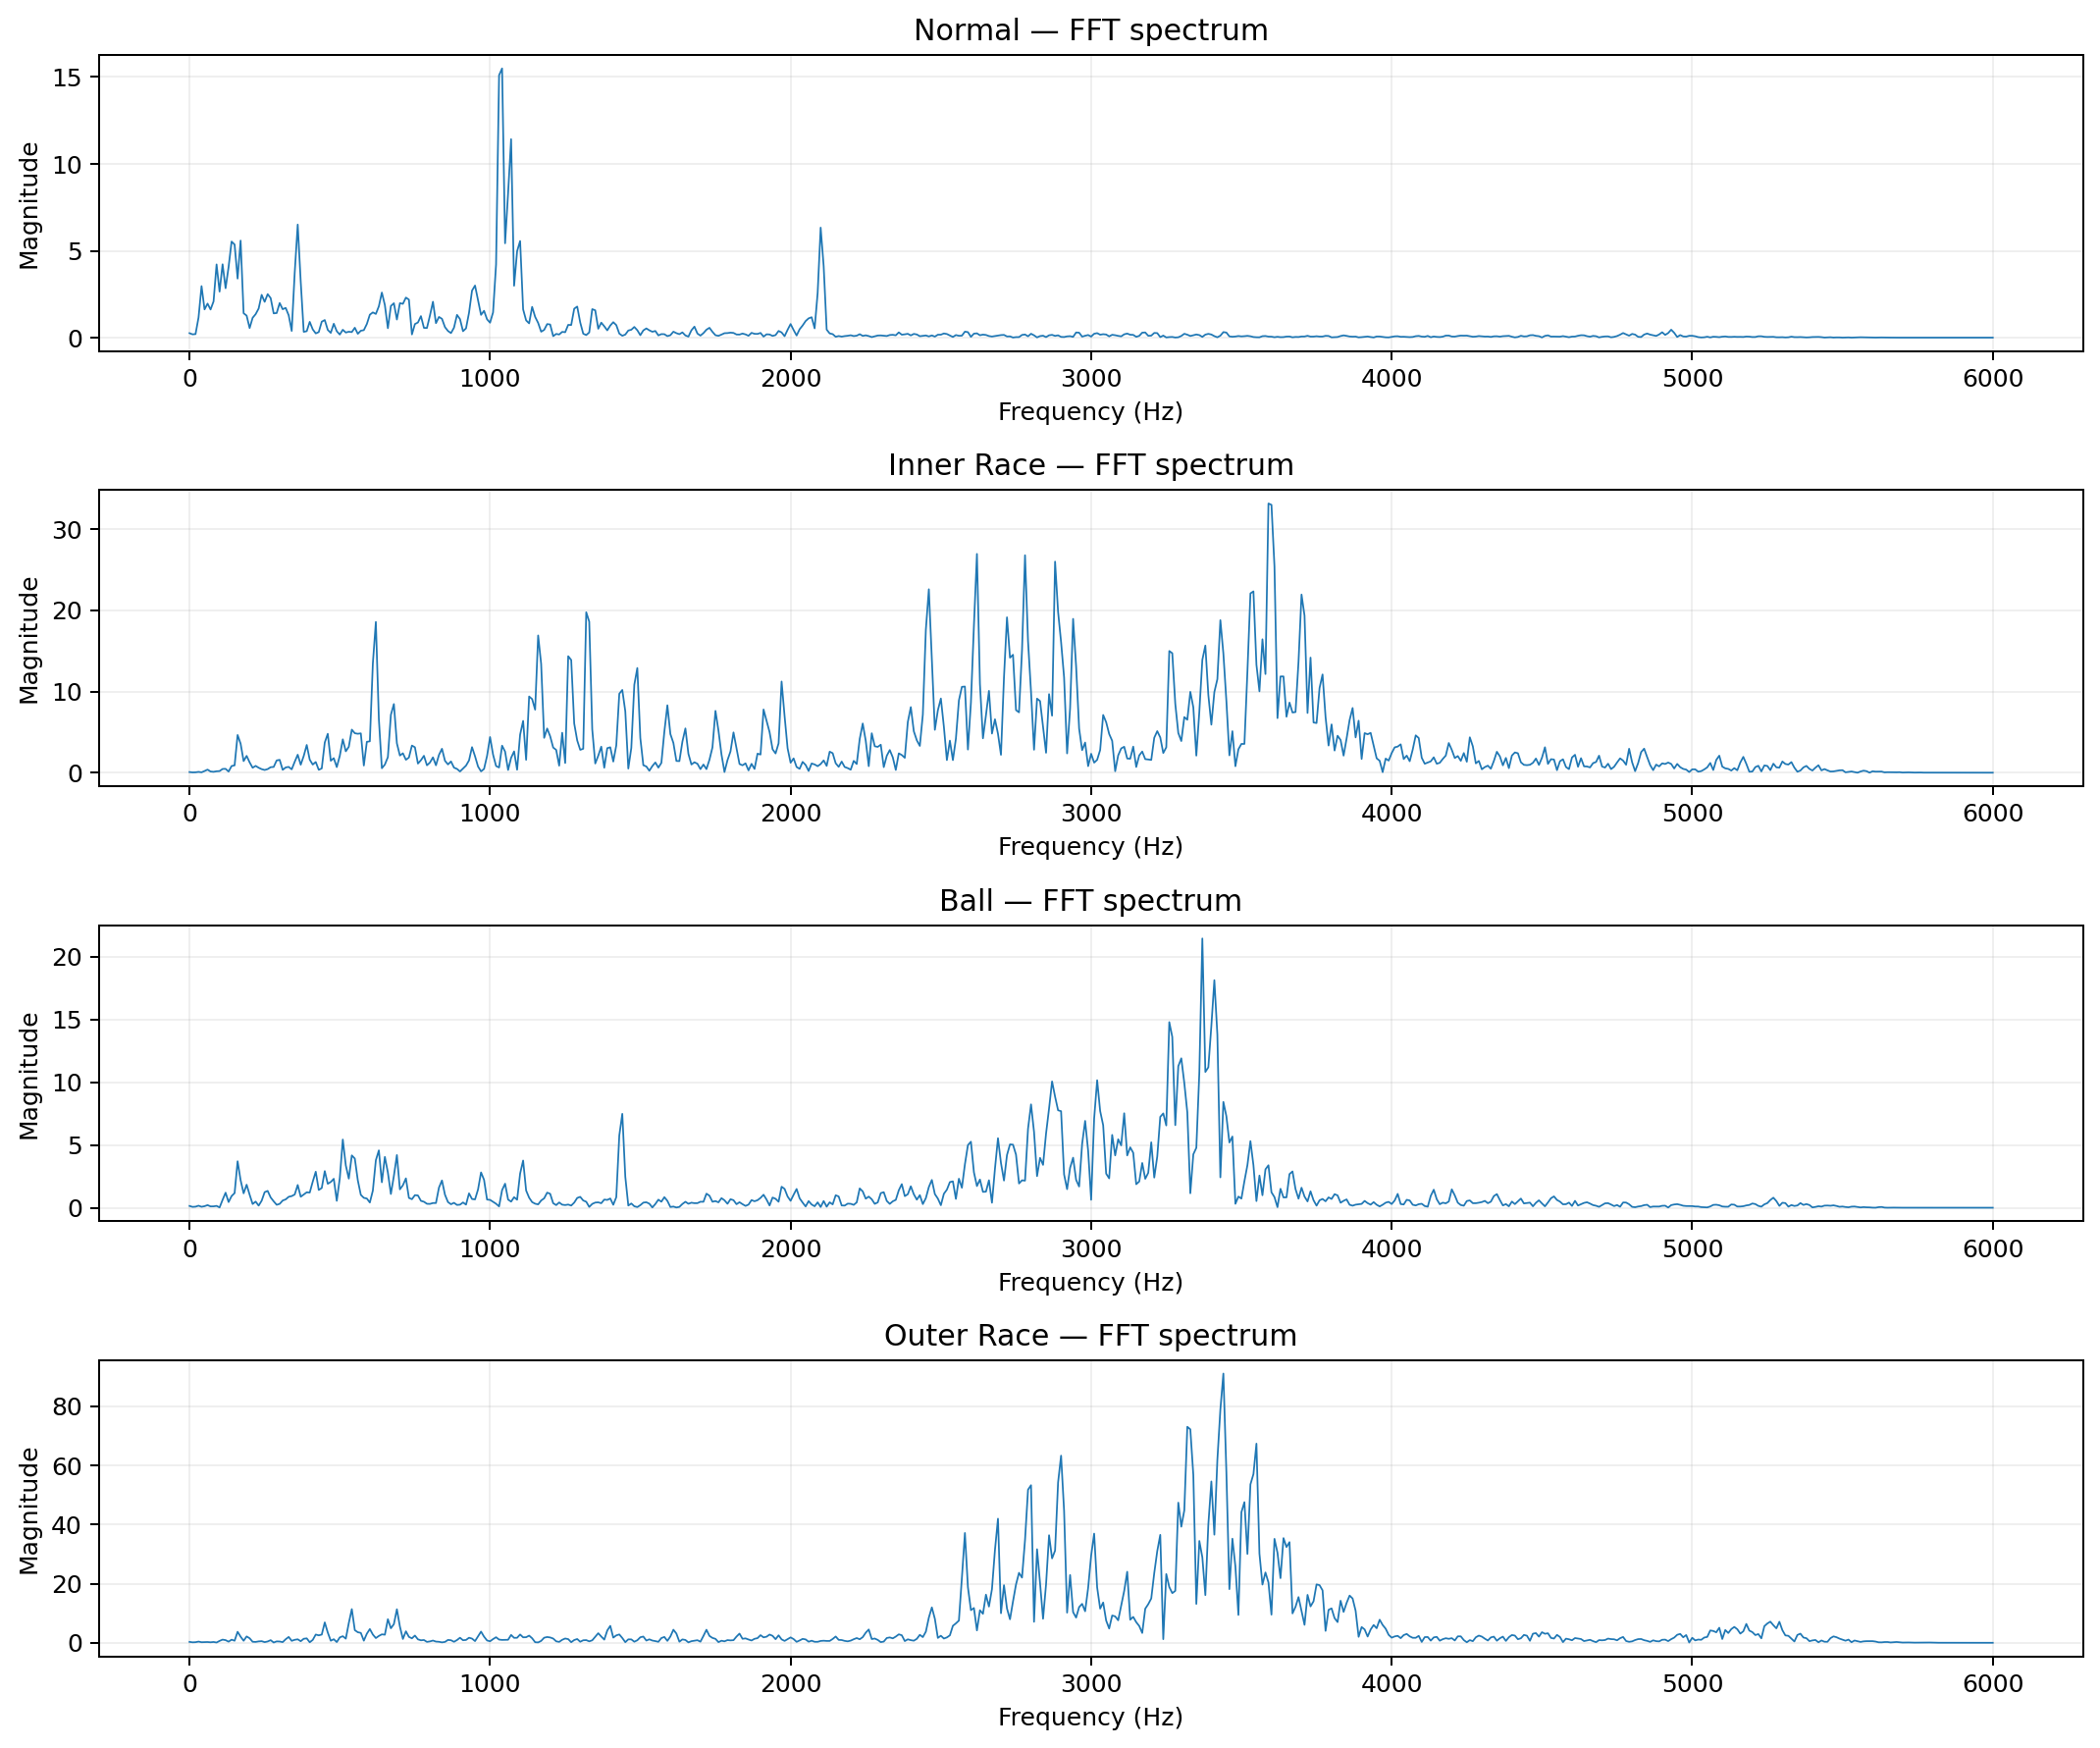 Normal — FFT spectrum
15
10
5
0
Magnitude
0 1000 2000 3000 4000 5000 6000
Frequency (Hz)
Inner Race — FFT spectrum
30
20
10
0
Magnitude
0 1000 2000 3000 4000 5000 6000
Frequency (Hz)
Ball — FFT spectrum
20
15
10
5
0
Magnitude
0 1000 2000 3000 4000 5000 6000
Frequency (Hz)
Outer Race — FFT spectrum
80
60
40
20
0
Magnitude
0 1000 2000 3000 4000 5000 6000
Frequency (Hz)